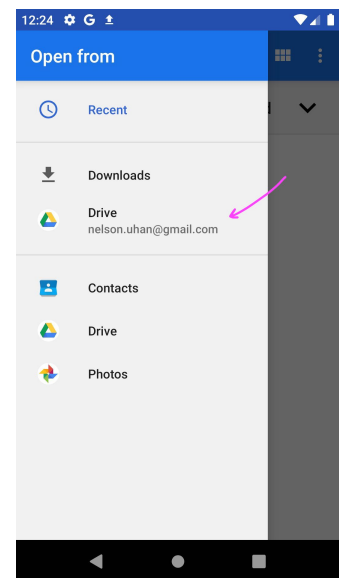 12:24 G
Open from
Recent
Downloads
Drive
nelson.uhan@gmail.com
Contacts
Drive
Photos